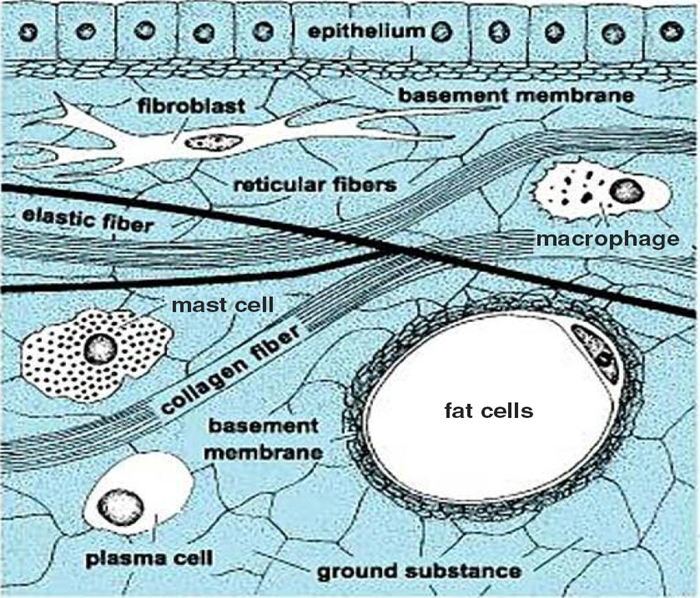 epithelium
basement membrane
fibroblast
reticular fibers
elastic fiber
macrophage
mast cell
collagen fiber
fat cells
basement
membrane
plasma cell
ground substance